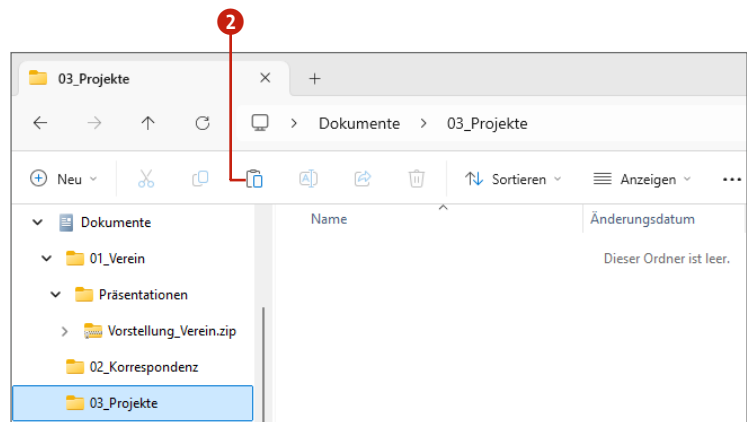 2
03_Projekte
Dokumente > 03_Projekte
Neu Sortieren Anzeigen ...
Dokumente
Name Änderungsdatum
01_Verein
Dieser Ordner ist leer.
Präsentationen
Vorstellung_Verein.zip
02_Korrespondenz
03_Projekte